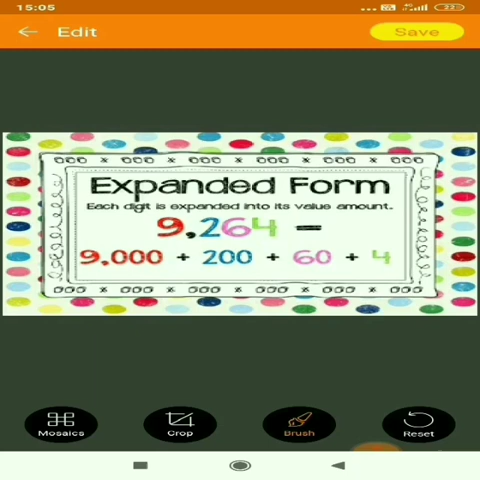 15:05
Edit
Save
Expanded Form
Each digit is expanded into its value amount.
9,264 =
9,000 + 200 + 60 + 4
Mosaics
Crop
Brush
Reset